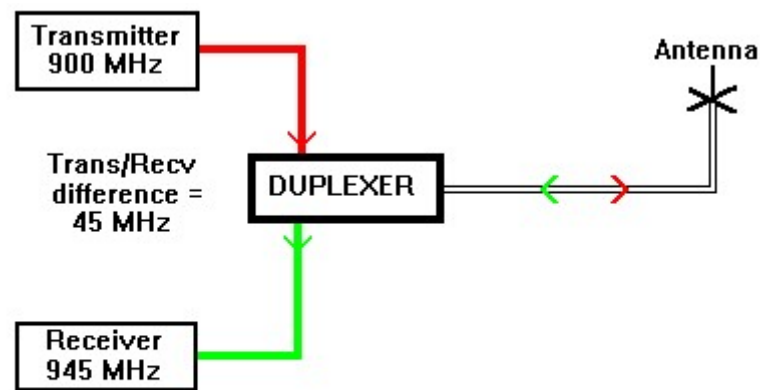 Transmitter
900 MHz
Antenna
Trans/Recv
difference =
45 MHz
DUPLEXER
Receiver
945 MHz